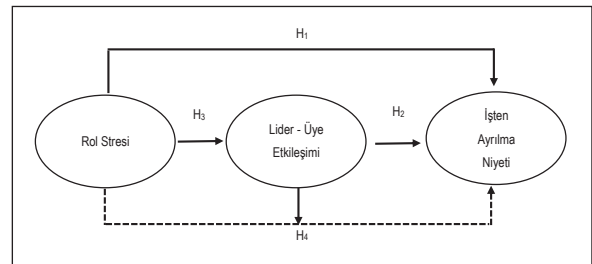 H1
Rol Stresi
H3
Lider - Üye
Etkileşimi
H2
İşten
Ayrılma
Niyeti
H4